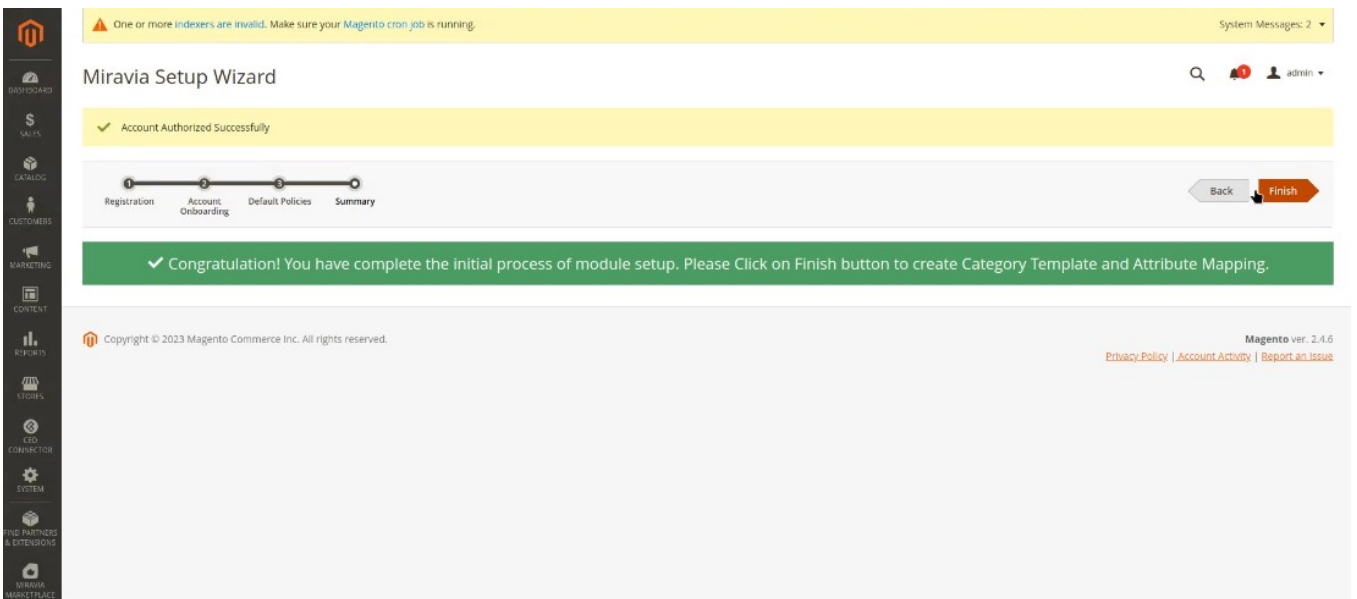 One or more indexers are invalid. Make sure your Magento cron job is running.
System Messages: 2
Miravia Setup Wizard
1
admin
Account Authorized Successfully
1
2
3
Registration
Account
Onboarding
Default Policies
Summary
Back
Finish
Congratulation! You have complete the initial process of module setup. Please Click on Finish button to create Category Template and Attribute Mapping.
Copyright © 2023 Magento Commerce Inc. All rights reserved.
Magento ver. 2.4.6
Privacy Policy | Account Activity | Report an Issue
DASHBOARD
$
SALES
CATALOG
CUSTOMERS
MARKETING
CONTENT
REPORTS
STORES
CED
CONNECTOR
SYSTEM
FIND PARTNERS
& EXTENSIONS
MIRAVIA
MARKETPLACE